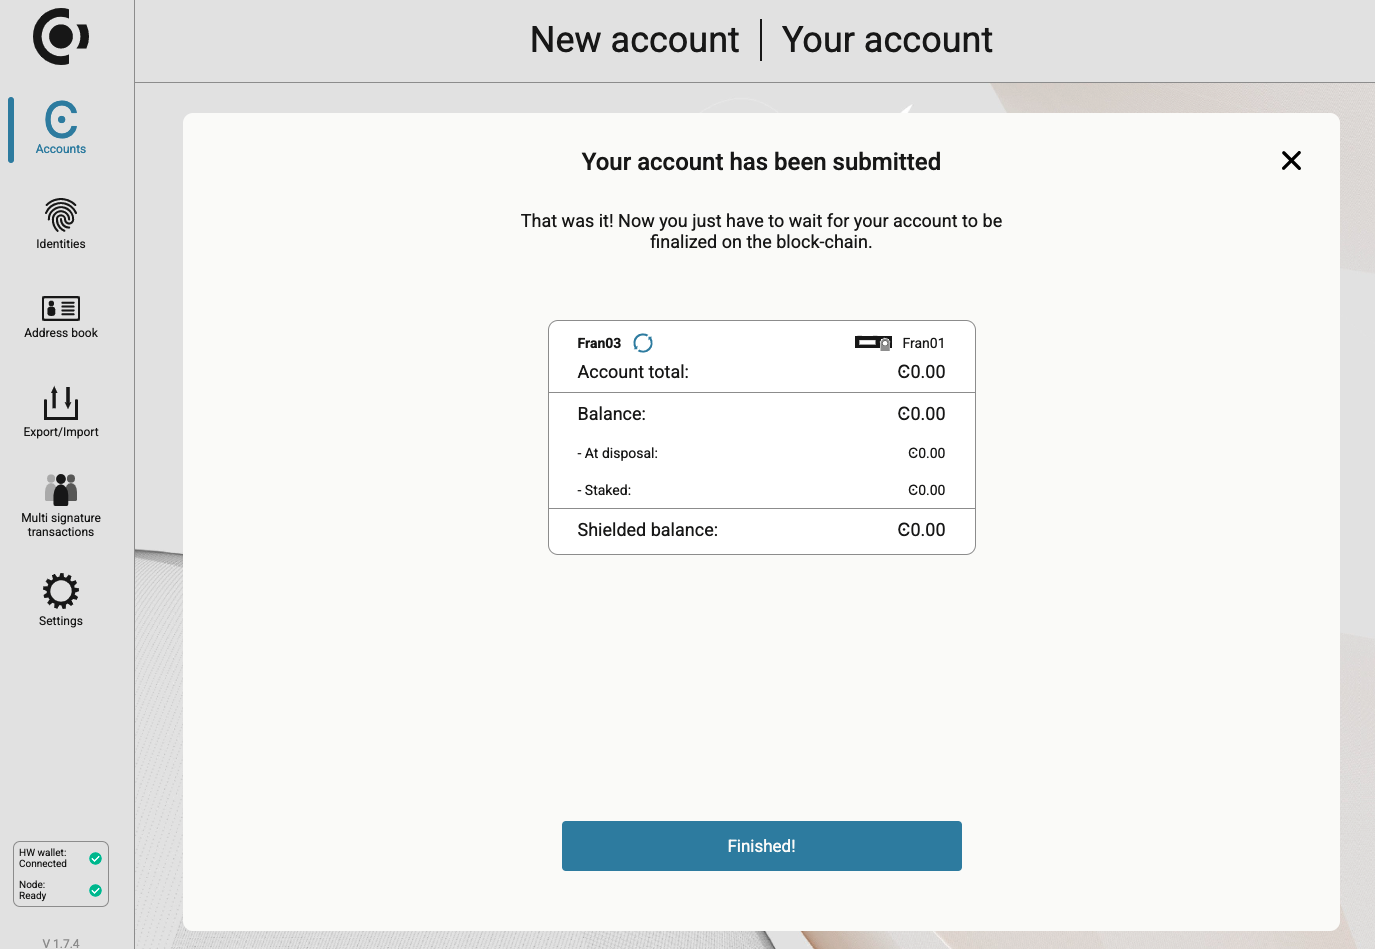 New account | Your account
Accounts
Identities
Address book
Export/Import
Multi signature
transactions
Settings
HW wallet:
Connected
Node:
Ready
V 1.7.4
Your account has been submitted
That was it! Now you just have to wait for your account to be
finalized on the block-chain.
Fran03 Fran01
Account total: Ͼ0.00
Balance: Ͼ0.00
- At disposal: Ͼ0.00
- Staked: Ͼ0.00
Shielded balance: Ͼ0.00
Finished!